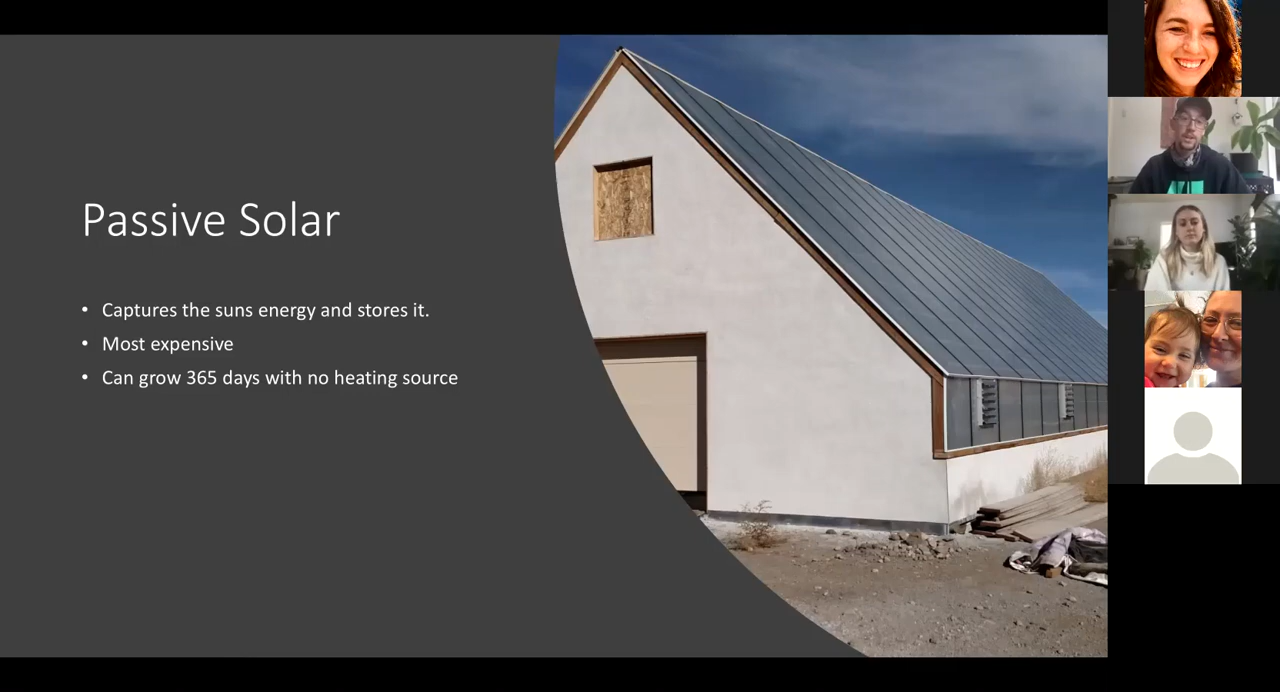 Passive Solar
• Captures the suns energy and stores it.
• Most expensive
• Can grow 365 days with no heating source